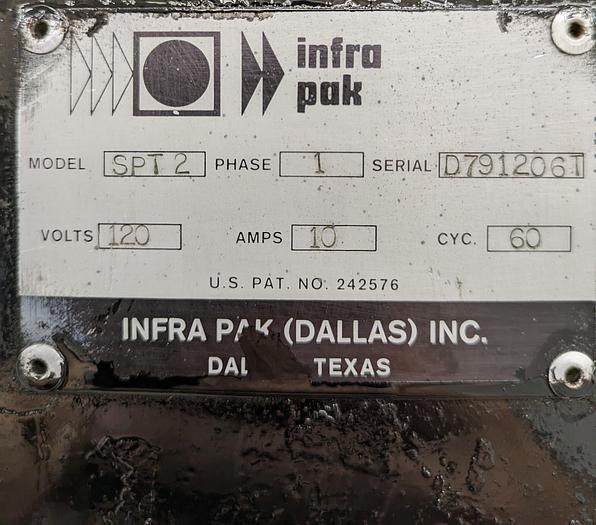 infra
pak
MODEL SPT 2 PHASE 1 SERIAL D791206T
VOLTS 120 AMPS 10 CYC. 60
U.S. PAT. NO. 242576
INFRA PAK (DALLAS) INC.
TEXAS